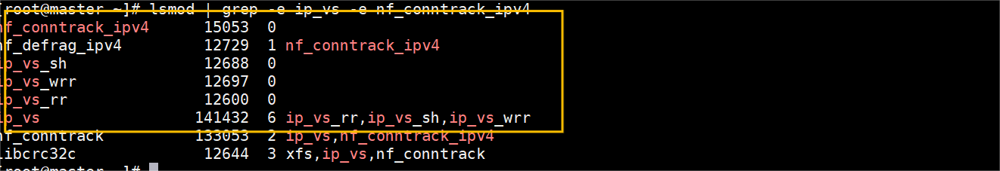 [root@master ~]# lsmod | grep -e ip_vs -e nf_conntrack_ipv4
nf_conntrack_ipv4      15053  0
nf_defrag_ipv4         12729  1 nf_conntrack_ipv4
ip_vs_sh               12688  0
ip_vs_wrr              12697  0
ip_vs_rr               12600  0
ip_vs                 141432  6 ip_vs_rr,ip_vs_sh,ip_vs_wrr
nf_conntrack          133053  2 ip_vs,nf_conntrack_ipv4
libcrc32c              12644  3 xfs,ip_vs,nf_conntrack
[root@master ~]#